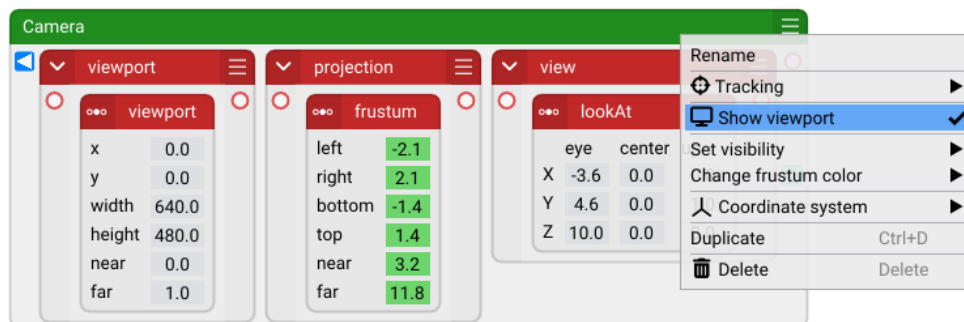 Camera
viewport
projection
view
viewport
frustum
lookAt
x 0.0
y 0.0
width 640.0
height 480.0
near 0.0
far 1.0
left -2.1
right 2.1
bottom -1.4
top 1.4
near 3.2
far 11.8
eye center
X -3.6 0.0
Y 4.6 0.0
Z 10.0 0.0
Rename
Tracking
Show viewport
Set visibility
Change frustum color
Coordinate system
Duplicate Ctrl+D
Delete Delete